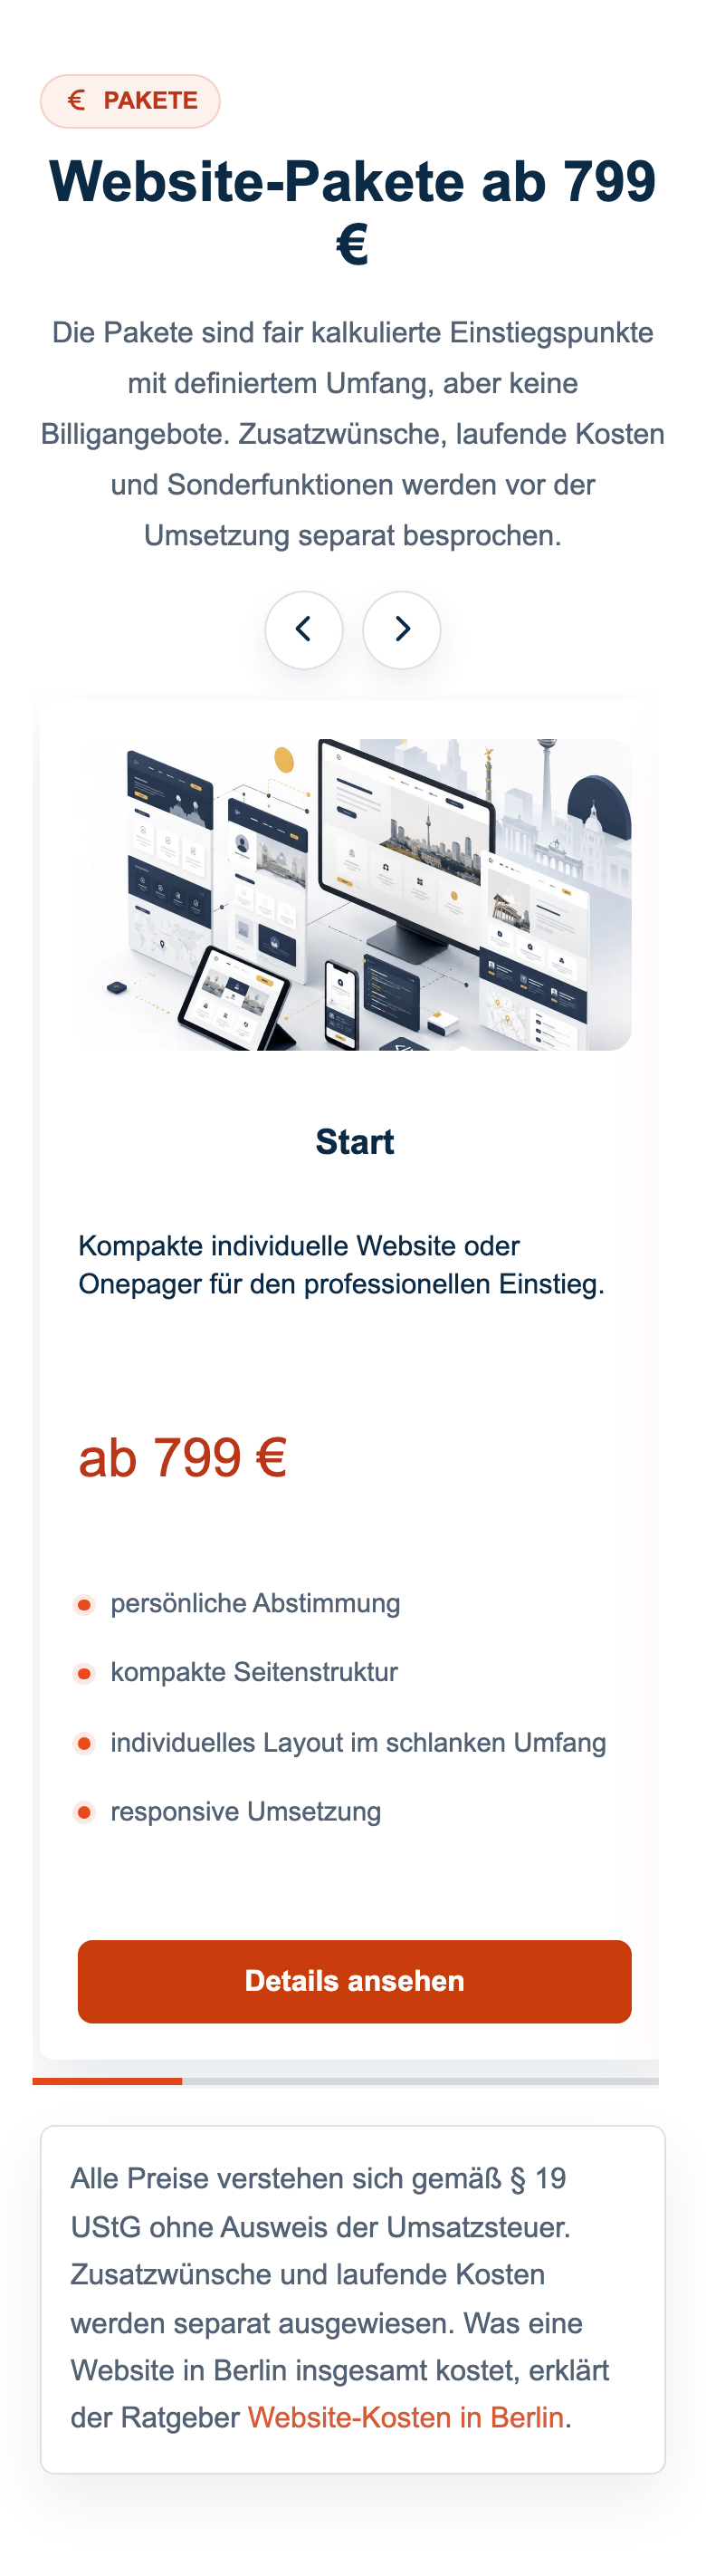 € PAKETE
Website-Pakete ab 799
€
Die Pakete sind fair kalkulierte Einstiegspunkte
mit definiertem Umfang, aber keine
Billigangebote. Zusatzwünsche, laufende Kosten
und Sonderfunktionen werden vor der
Umsetzung separat besprochen.
Start
Kompakte individuelle Website oder
Onepager für den professionellen Einstieg.
ab 799 €
persönliche Abstimmung
kompakte Seitenstruktur
individuelles Layout im schlanken Umfang
responsive Umsetzung
Details ansehen
Alle Preise verstehen sich gemäß § 19
UStG ohne Ausweis der Umsatzsteuer.
Zusatzwünsche und laufende Kosten
werden separat ausgewiesen. Was eine
Website in Berlin insgesamt kostet, erklärt
der Ratgeber Website-Kosten in Berlin.